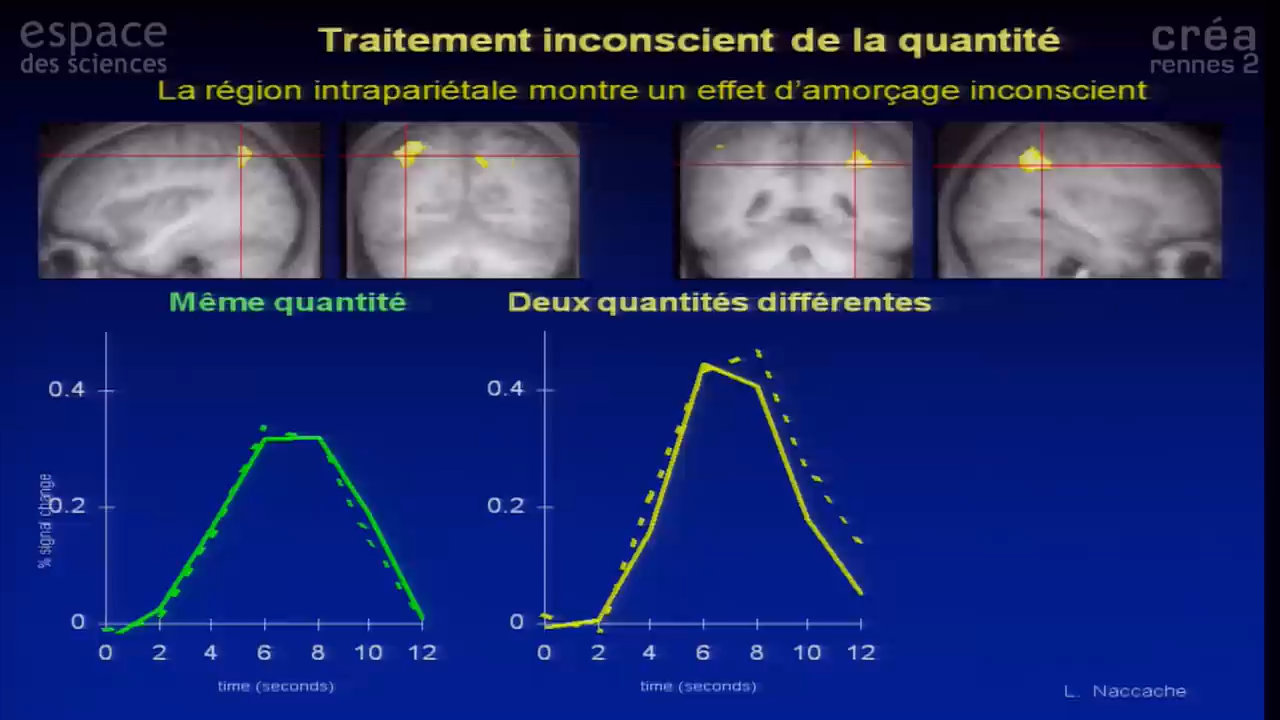 espace
des sciences
Traitement inconscient de la quantité
créa
rennes 2
La région intrapariétale montre un effet d'amorçage inconscient
Même quantité
Deux quantités différentes
0.4
0.2
0
% signal change
0 2 4 6 8 10 12
time (seconds)
0.4
0.2
0
0 2 4 6 8 10 12
time (seconds)
L. Naccache